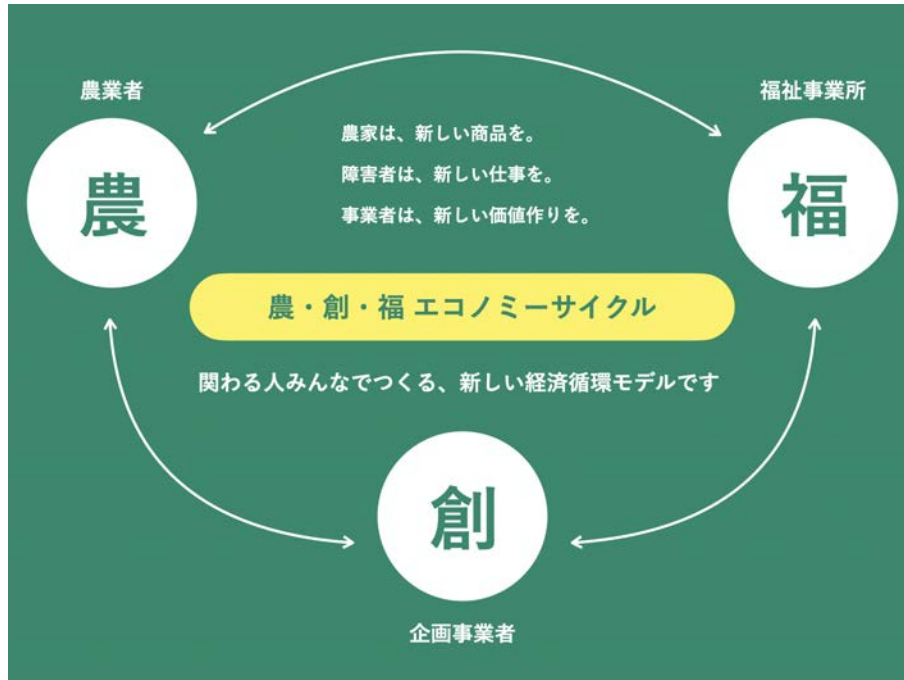 農業者
農
福祉事業所
福
農家は、新しい商品を。
障害者は、新しい仕事を。
事業者は、新しい価値作りを。
農・創・福 エコノミーサイクル
関わる人みんなでつくる、新しい経済循環モデルです
創
企画事業者